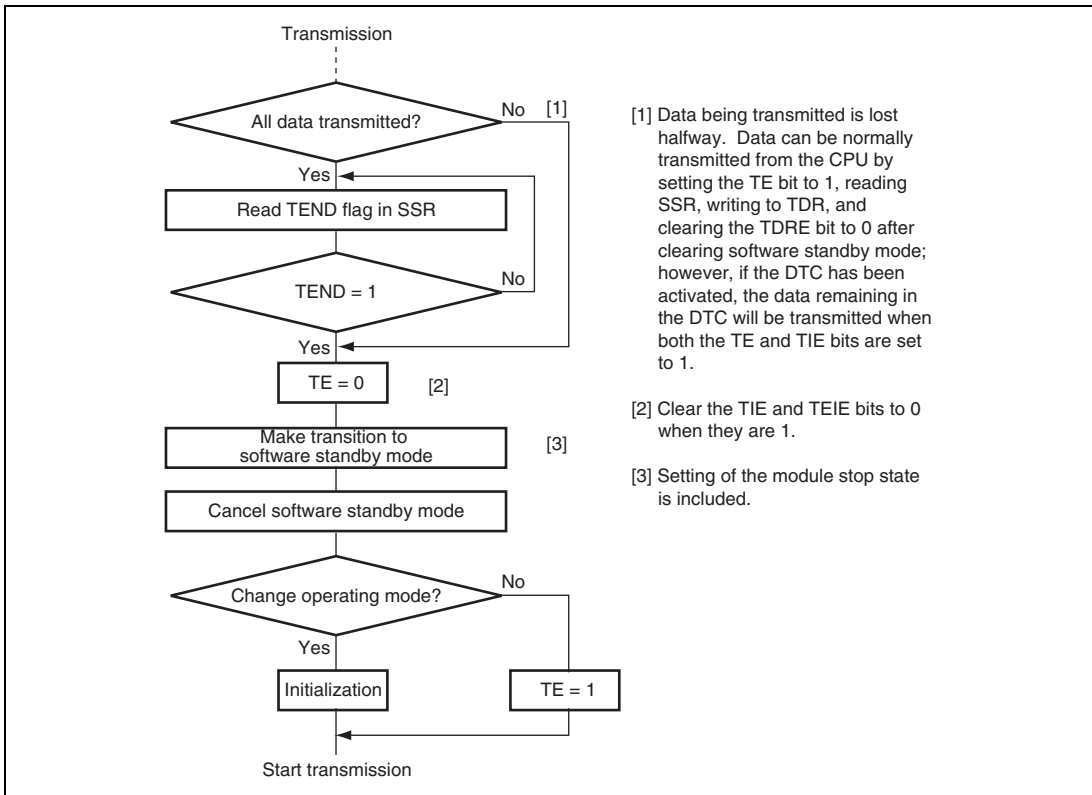 Transmission
All data transmitted?
No
[1]
Yes
Read TEND flag in SSR
TEND = 1
No
Yes
TE = 0
[2]
Make transition to
software standby mode
[3]
Cancel software standby mode
Change operating mode?
No
Yes
Initialization
TE = 1
Start transmission
[1] Data being transmitted is lost
halfway. Data can be normally
transmitted from the CPU by
setting the TE bit to 1, reading
SSR, writing to TDR, and
clearing the TDRE bit to 0 after
clearing software standby mode;
however, if the DTC has been
activated, the data remaining in
the DTC will be transmitted when
both the TE and TIE bits are set
to 1.
[2] Clear the TIE and TEIE bits to 0
when they are 1.
[3] Setting of the module stop state
is included.